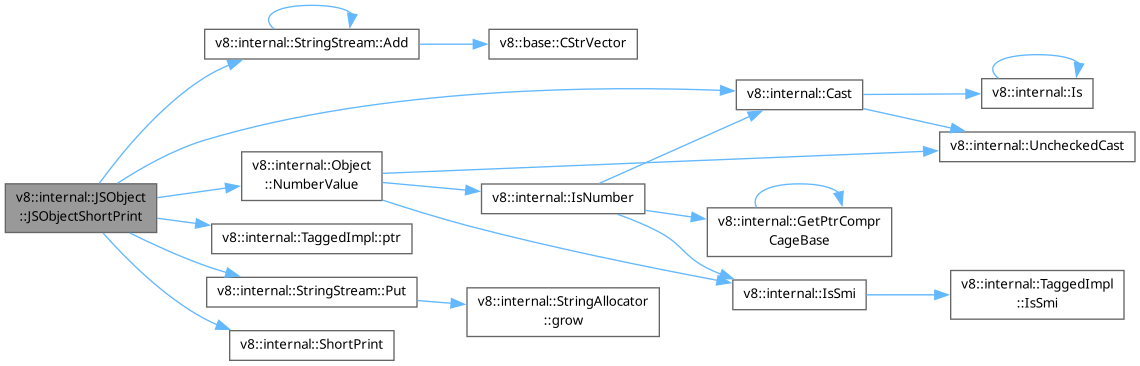 v8::internal::StringStream::Add
v8::base::CStrVector
v8::internal::Cast
v8::internal::Is
v8::internal::UncheckedCast
v8::internal::Object
::NumberValue
v8::internal::JSObject
::JSObjectShortPrint
v8::internal::IsNumber
v8::internal::GetPtrCompr
CageBase
v8::internal::TaggedImpl::ptr
v8::internal::StringStream::Put
v8::internal::StringAllocator
::grow
v8::internal::IsSmi
v8::internal::TaggedImpl
::IsSmi
v8::internal::ShortPrint